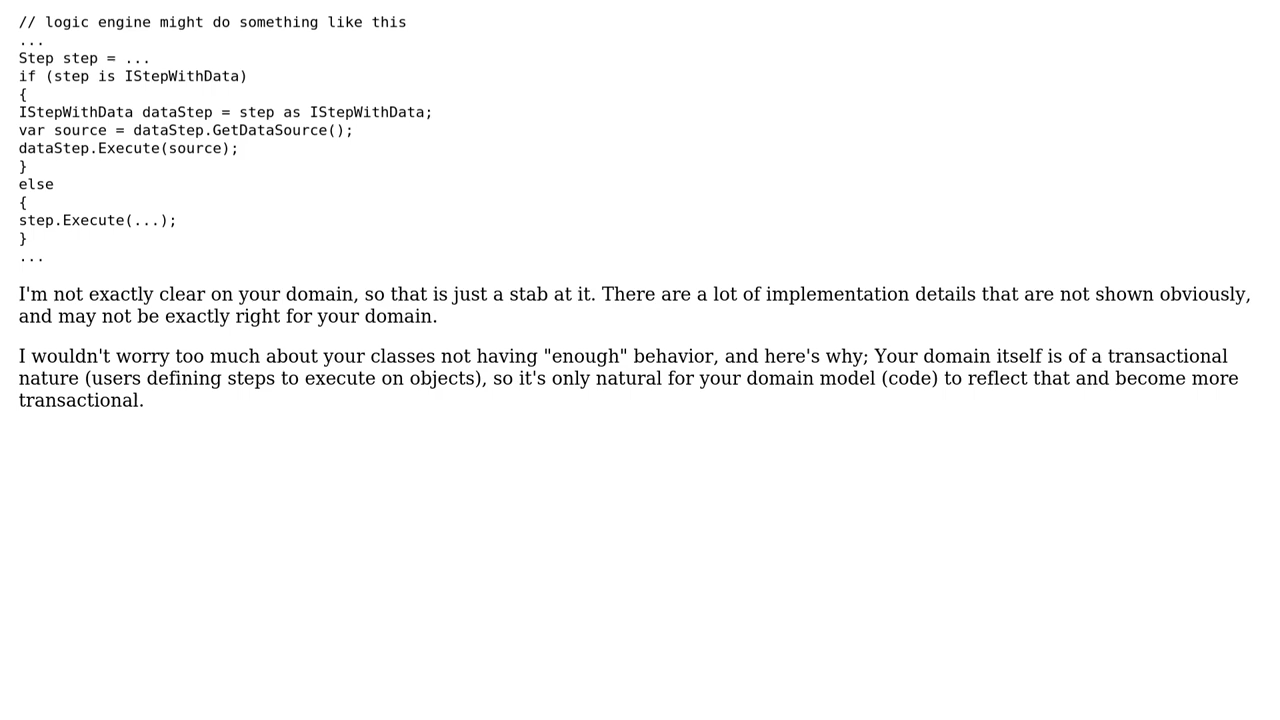 // logic engine might do something like this
...
Step step = ...
if (step is IStepWithData)
{
IStepWithData dataStep = step as IStepWithData;
var source = dataStep.GetDataSource();
dataStep.Execute(source);
}
else
{
step.Execute(...);
}
...
I'm not exactly clear on your domain, so that is just a stab at it. There are a lot of implementation details that are not shown obviously,
and may not be exactly right for your domain.
I wouldn't worry too much about your classes not having "enough" behavior, and here's why; Your domain itself is of a transactional
nature (users defining steps to execute on objects), so it's only natural for your domain model (code) to reflect that and become more
transactional.